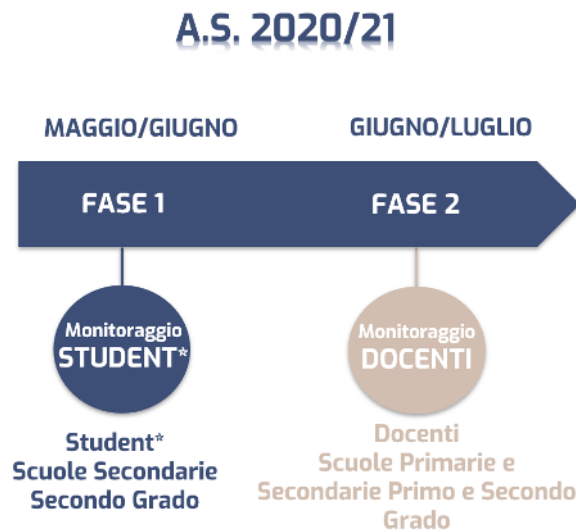 A.S. 2020/21
MAGGIO/GIUGNO
GIUGNO/LUGLIO
FASE 1
FASE 2
Monitoraggio
STUDENT*
Monitoraggio
DOCENTI
Student*
Scuole Secondarie
Secondo Grado
Docenti
Scuole Primarie e
Secondarie Primo e Secondo
Grado